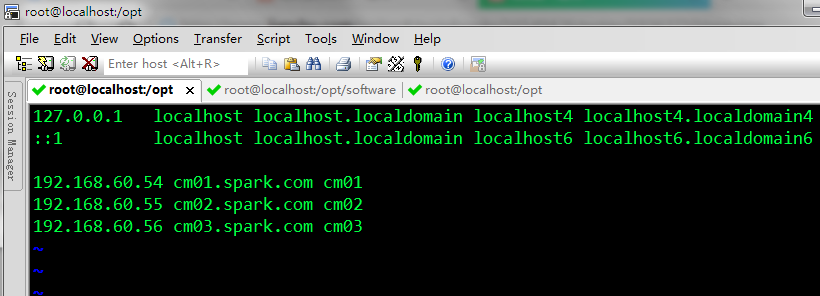 root@localhost:/opt
File Edit View Options Transfer Script Tools Window Help
Enter host <Alt+R>
Session Manager
root@localhost:/opt × root@localhost:/opt/software root@localhost:/opt
127.0.0.1   localhost localhost.localdomain localhost4 localhost4.localdomain4
::1         localhost localhost.localdomain localhost6 localhost6.localdomain6
192.168.60.54 cm01.spark.com cm01
192.168.60.55 cm02.spark.com cm02
192.168.60.56 cm03.spark.com cm03
~
~
~